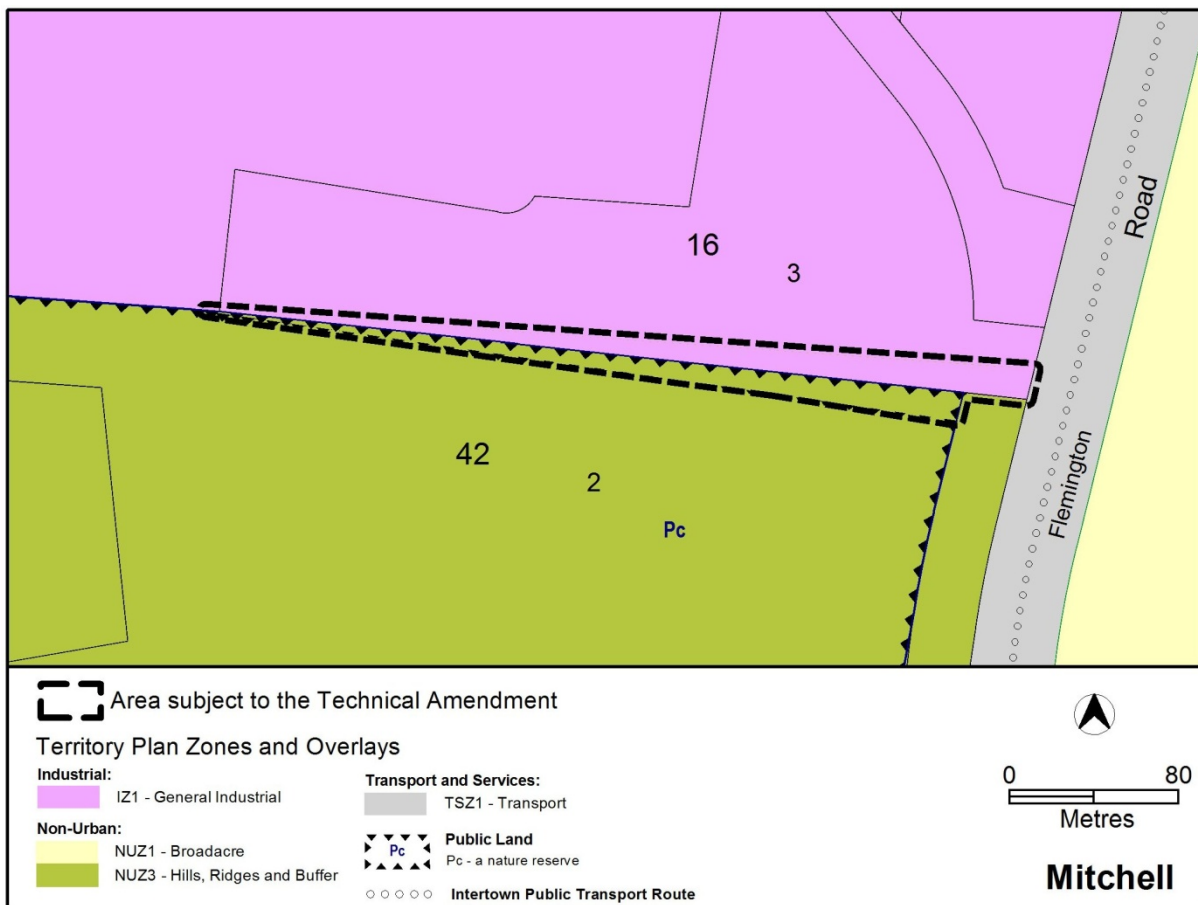 16
3
Road
Flemington
42
2
Pc
Area subject to the Technical Amendment
Territory Plan Zones and Overlays
Industrial:
IZ1 - General Industrial
Non-Urban:
NUZ1 - Broadacre
NUZ3 - Hills, Ridges and Buffer
Transport and Services:
TSZ1 - Transport
Pc
Public Land
Pc - a nature reserve
Intertown Public Transport Route
0 80
Metres
Mitchell